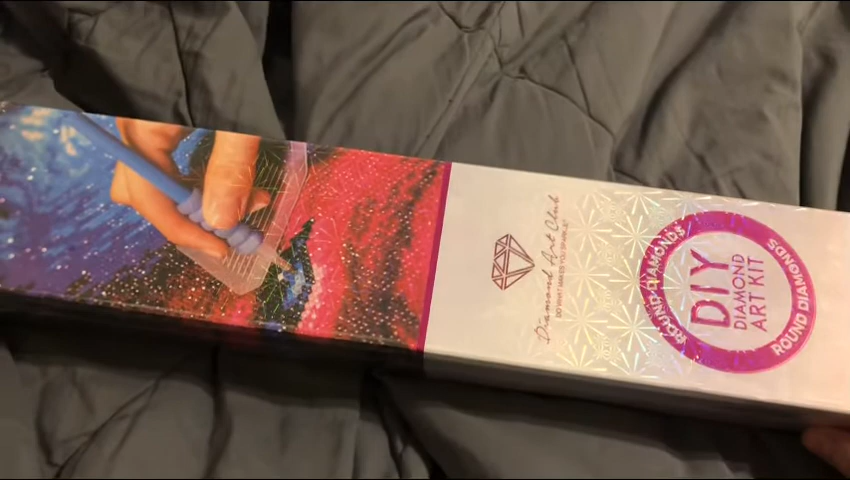 Diamond Art Club
DO WHAT MAKES YOU SPARKLE
ROUND DIAMONDS
DIY
DIAMOND
ART KIT
ROUND DIAMONDS